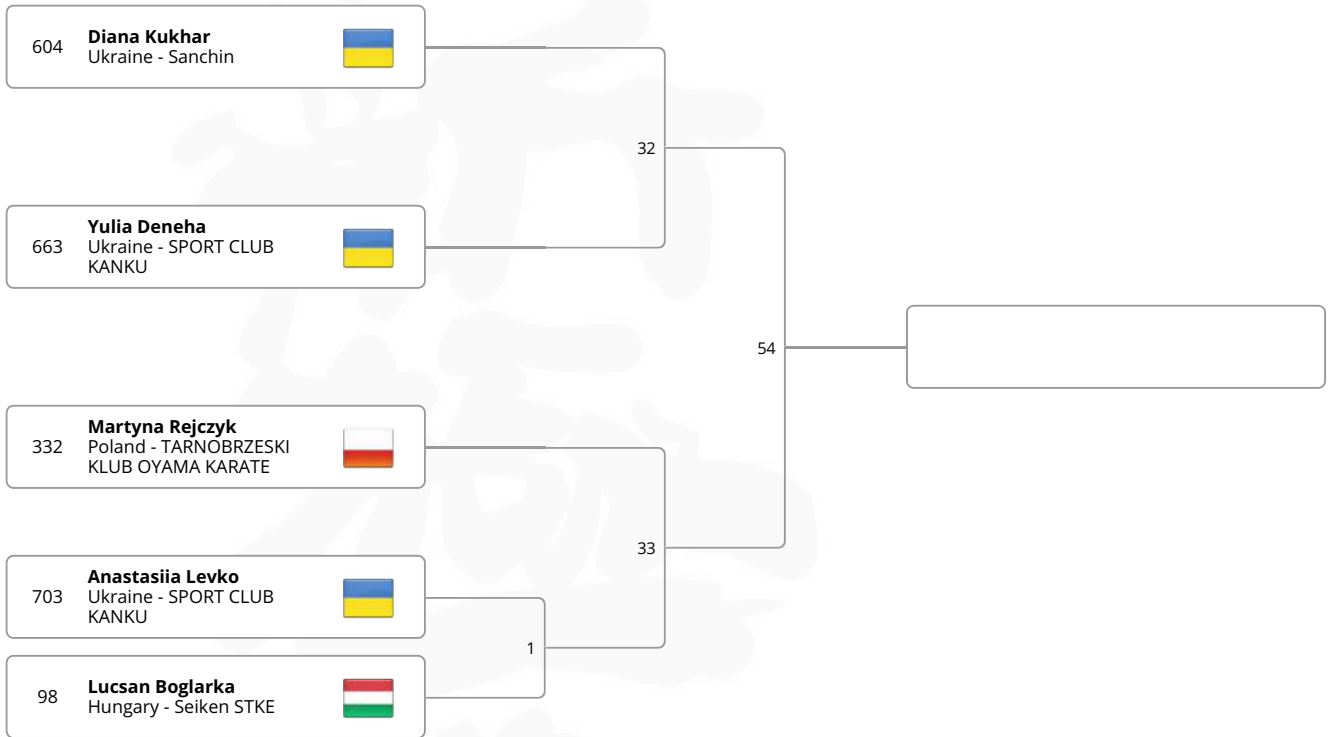 604
Diana Kukhar
Ukraine - Sanchin
32
663
Yulia Deneha
Ukraine - SPORT CLUB
KANKU
54
332
Martyna Rejczyk
Poland - TARNOBRZESKI
KLUB OYAMA KARATE
33
703
Anastasiia Levko
Ukraine - SPORT CLUB
KANKU
1
98
Lucsan Boglarka
Hungary - Seiken STKE